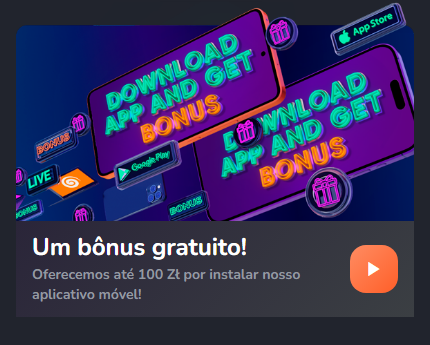 App Store
DOWNLOAD
APP AND GET
BONUS
DOWNLOAD
APP AND GET
BONUS
BONUS
Google Play
LIVE
BONUS
BONUS
Um bônus gratuito!
Oferecemos até 100 Zł por instalar nosso
aplicativo móvel!